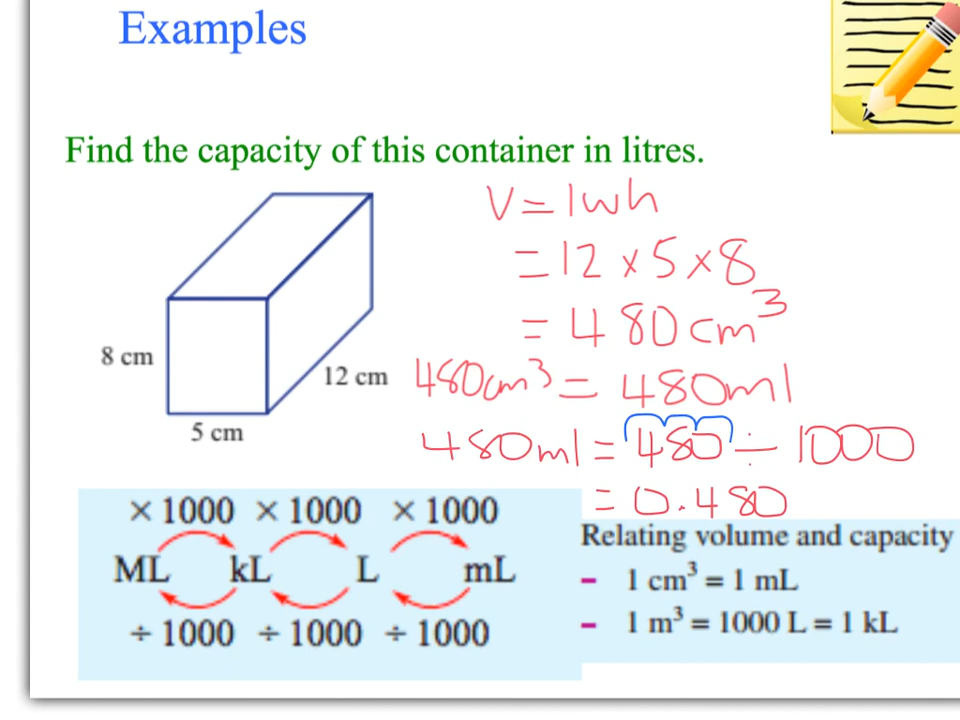 Examples
Find the capacity of this container in litres.
V = lwh
= 12 × 5 × 8
= 480 cm³
8 cm
12 cm
5 cm
480cm³ = 480ml
480ml = 480 ÷ 1000
= 0.480
× 1000 × 1000 × 1000
ML kL L mL
÷ 1000 ÷ 1000 ÷ 1000
Relating volume and capacity
- 1 cm³ = 1 mL
- 1 m³ = 1000 L = 1 kL